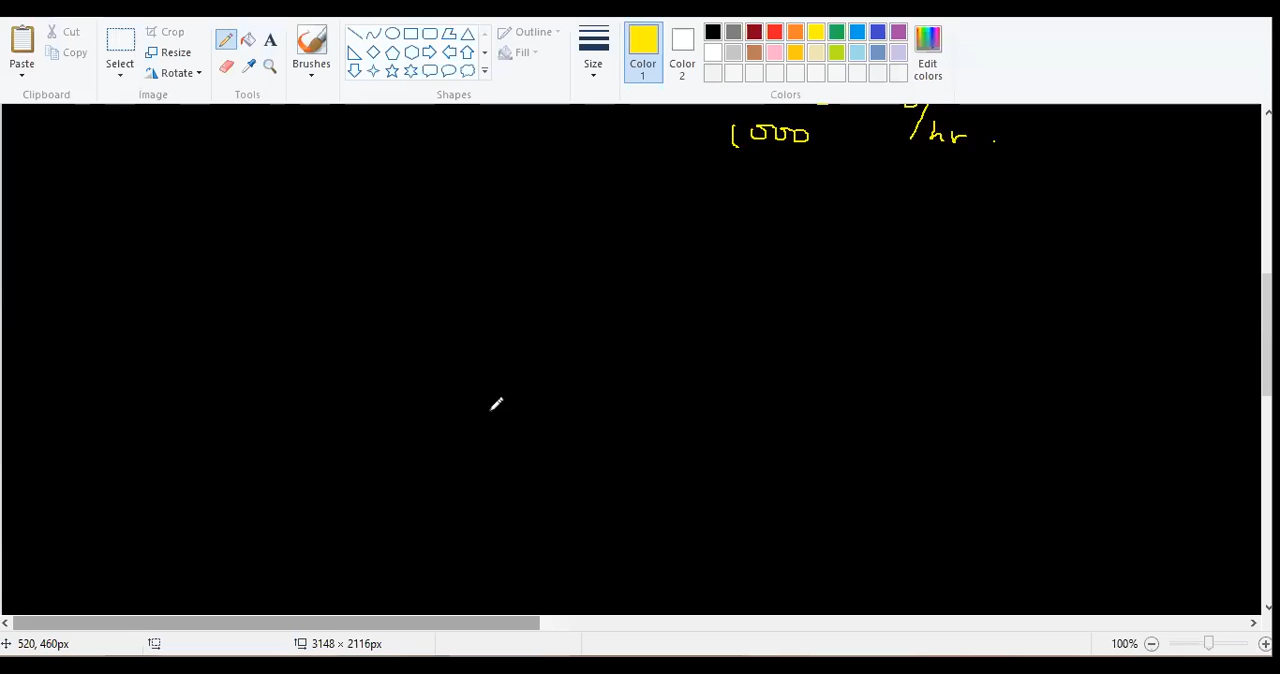 Cut
Copy
Paste
Clipboard
Crop
Resize
Rotate
Select
Image
A
Tools
Brushes
Outline
Fill
Shapes
Size
Color
1
Color
2
Edit
colors
Colors
1000 /hr .
520, 460px
3148 × 2116px
100%